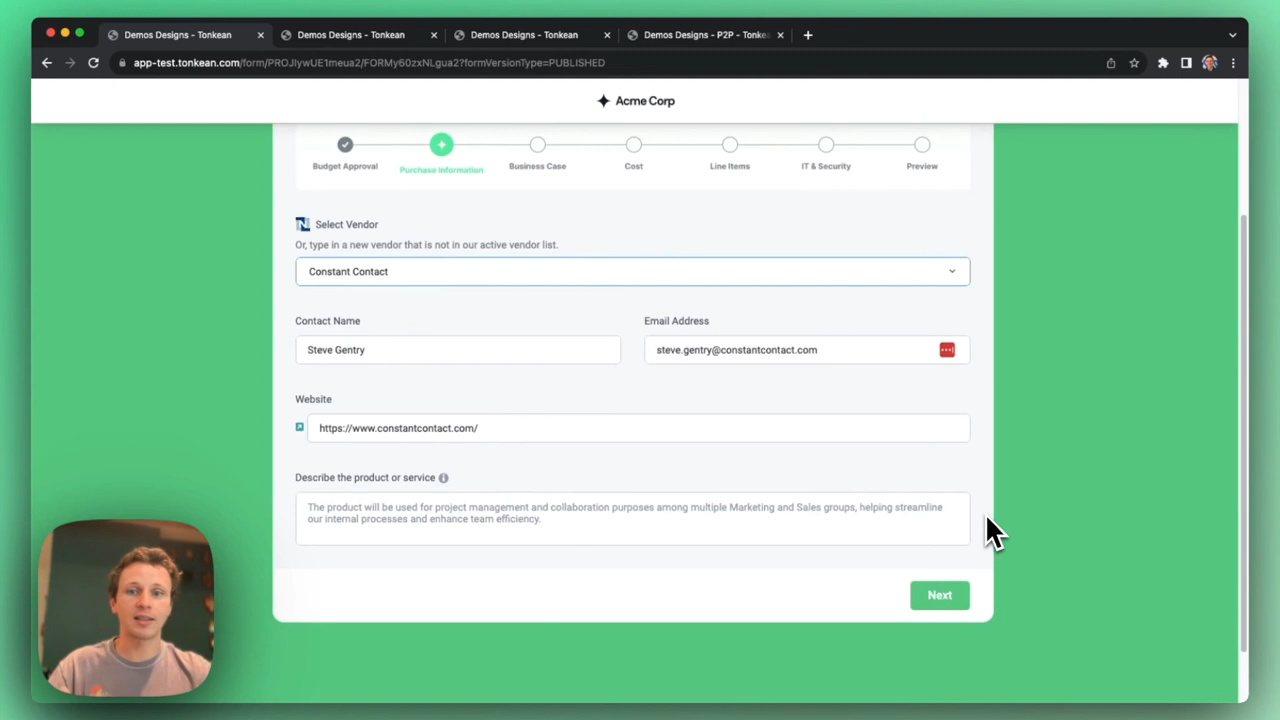 Demos Designs - Tonkean
Demos Designs - Tonkean
Demos Designs - Tonkean
Demos Designs - P2P - Tonke
app-test.tonkean.com/form/PROJIywUE1meua2/FORMy60zxNLgua2?formVersionType=PUBLISHED
Acme Corp
Budget Approval
Purchase Information
Business Case
Cost
Line Items
IT & Security
Preview
Select Vendor
Or, type in a new vendor that is not in our active vendor list.
Constant Contact
Contact Name
Email Address
Steve Gentry
steve.gentry@constantcontact.com
Website
https://www.constantcontact.com/
Describe the product or service
The product will be used for project management and collaboration purposes among multiple Marketing and Sales groups, helping streamline
our internal processes and enhance team efficiency.
Next